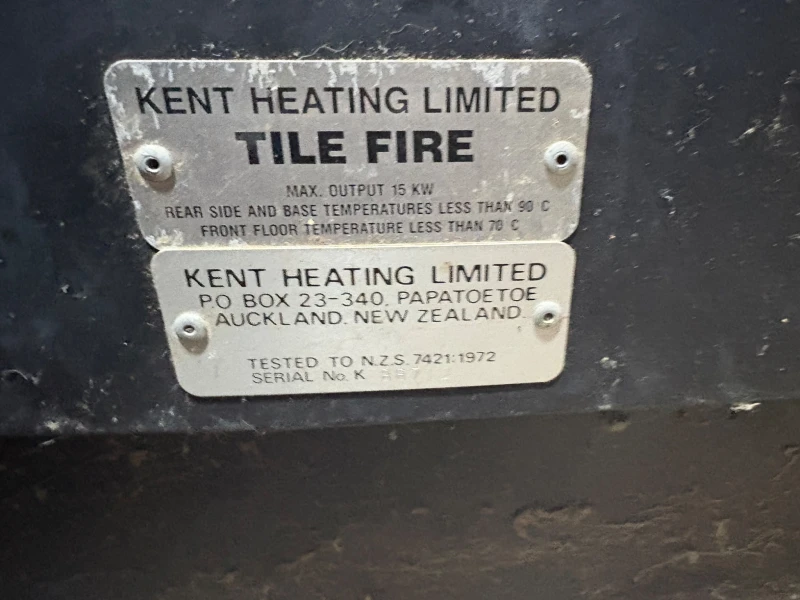 KENT HEATING LIMITED
TILE FIRE
MAX. OUTPUT 15 KW
REAR SIDE AND BASE TEMPERATURES LESS THAN 90 C
FRONT FLOOR TEMPERATURE LESS THAN 70 C
KENT HEATING LIMITED
P.O BOX 23-340. PAPATOETOE
AUCKLAND. NEW ZEALAND.
TESTED TO N.Z.S. 7421:1972
SERIAL No. K